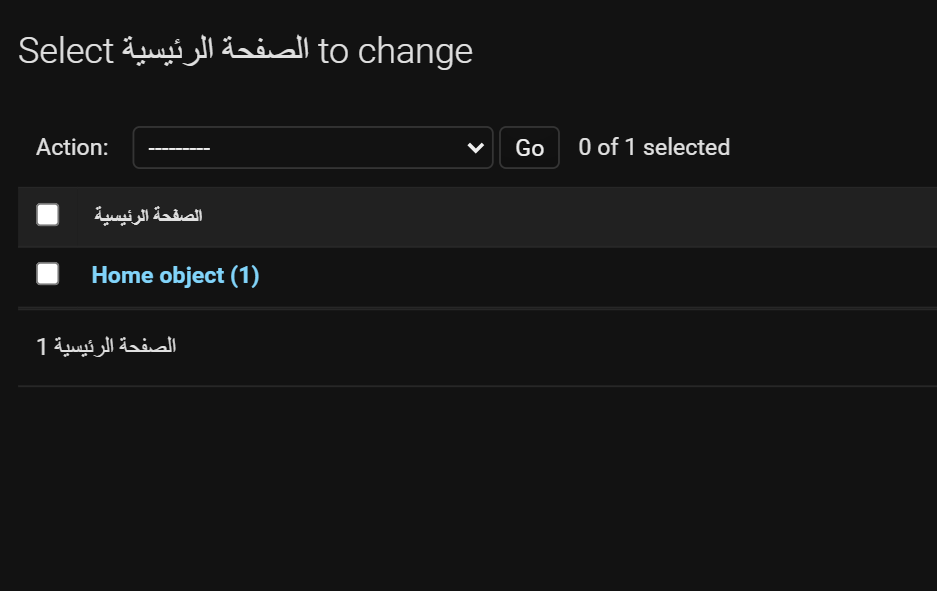 Select الصفحة الرئيسية to change
Action: --------- Go 0 of 1 selected
الصفحة الرئيسية
Home object (1)
1 الصفحة الرئيسية